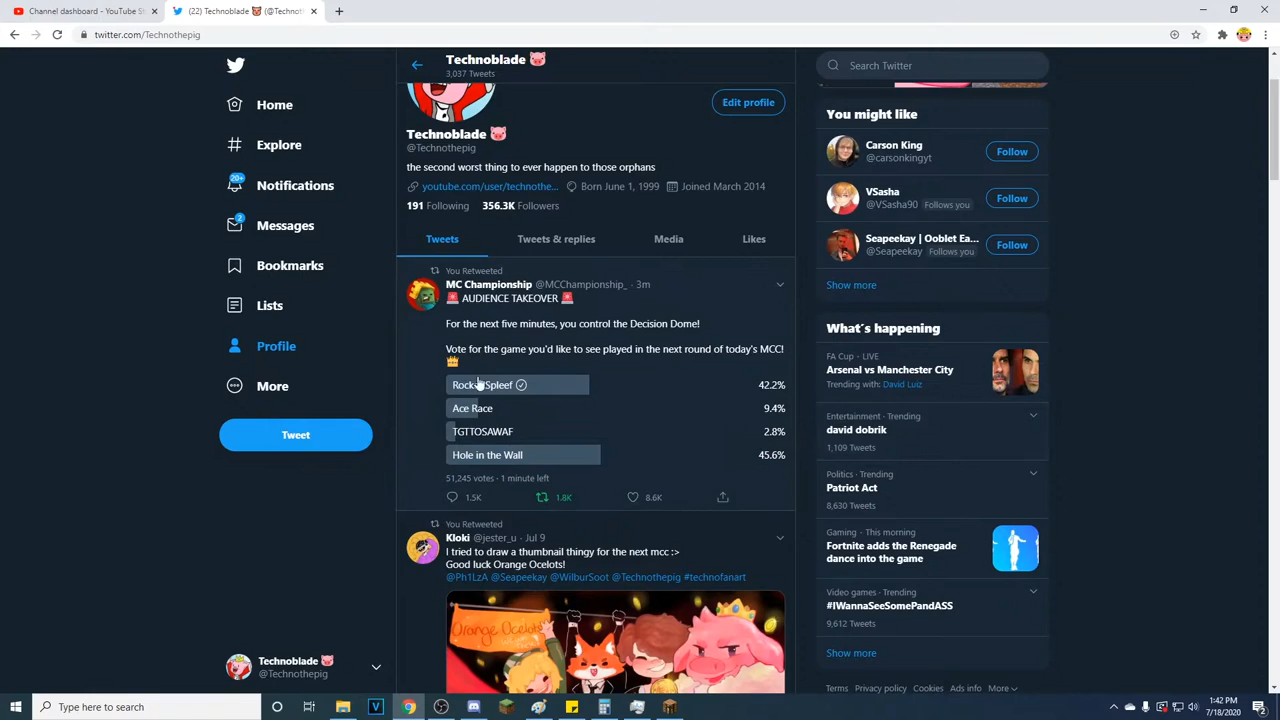 Channel dashboard - YouTube St
(22) Technoblade 🐷 (@Technot
twitter.com/Technothepig
Home
Explore
20+
Notifications
2
Messages
Bookmarks
Lists
Profile
More
Tweet
Technoblade 🐷
@Technothepig
Technoblade 🐷
3,037 Tweets
Edit profile
Technoblade 🐷
@Technothepig
the second worst thing to ever happen to those orphans
youtube.com/user/technothe... Born June 1, 1999 Joined March 2014
191 Following 356.3K Followers
Tweets Tweets & replies Media Likes
You Retweeted
MC Championship @MCChampionship_ · 3m
🚨 AUDIENCE TAKEOVER 🚨
For the next five minutes, you control the Decision Dome!
Vote for the game you'd like to see played in the next round of today's MCC!
👑
Spleef 42.2%
Ace Race 9.4%
TGTTOSAWAF 2.8%
Hole in the Wall 45.6%
51,245 votes · 1 minute left
1.5K 1.8K 8.6K
You Retweeted
Kloki @jester_u · Jul 9
I tried to draw a thumbnail thingy for the next mcc :>
Good luck Orange Ocelots!
@Ph1LzA @Seapeekay @WilburSoot @Technothepig #technofanart
Orange Ocelots!
Search Twitter
You might like
Carson King
@carsonkingyt
Follow
VSasha
@VSasha90 Follows you
Follow
Seapeekay | Ooblet Ea...
@Seapeekay Follows you
Follow
Show more
What's happening
FA Cup · LIVE
Arsenal vs Manchester City
Trending with: David Luiz
Entertainment · Trending
david dobrik
1,109 Tweets
Politics · Trending
Patriot Act
8,630 Tweets
Gaming · This morning
Fortnite adds the Renegade
dance into the game
Video games · Trending
#IWannaSeeSomePandASS
9,612 Tweets
Show more
Terms Privacy policy Cookies Ads info More
Type here to search
1:42 PM
7/18/2020
2